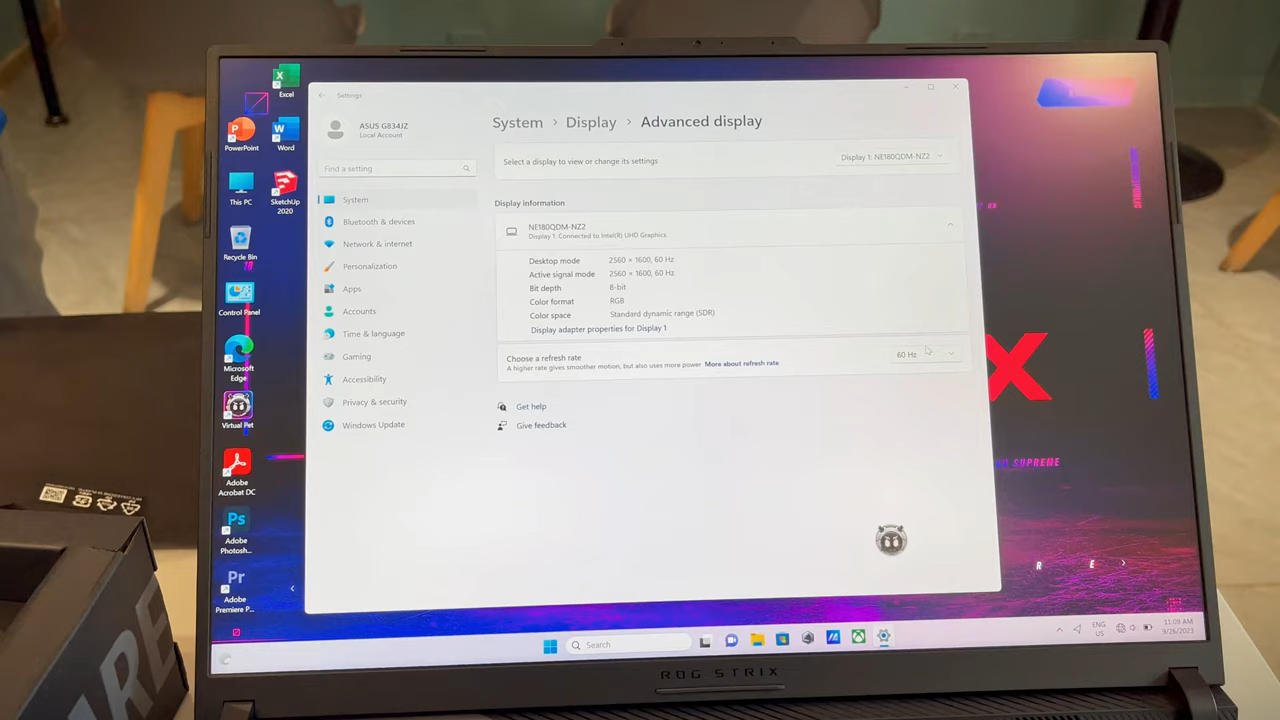 Excel
PowerPoint
Word
This PC
SketchUp
2020
Recycle Bin
Control Panel
Microsoft
Edge
Virtual Pet
Adobe
Acrobat DC
Ps
Adobe
Photosh...
Pr
Adobe
Premiere P...
Settings
ASUS G834JZ
Local Account
Find a setting
System
Bluetooth & devices
Network & internet
Personalization
Apps
Accounts
Time & language
Gaming
Accessibility
Privacy & security
Windows Update
System > Display > Advanced display
Select a display to view or change its settings
Display 1: NE180QDM-NZ2
Display information
NE180QDM-NZ2
Display 1: Connected to Intel(R) UHD Graphics
Desktop mode 2560 × 1600, 60 Hz
Active signal mode 2560 × 1600, 60 Hz
Bit depth 8-bit
Color format RGB
Color space Standard dynamic range (SDR)
Display adapter properties for Display 1
Choose a refresh rate
A higher rate gives smoother motion, but also uses more power More about refresh rate
60 Hz
Get help
Give feedback
X
SUPREME
R E >
Search
ENG
US
11:09 AM
9/26/2023
ROG STRIX
ARE